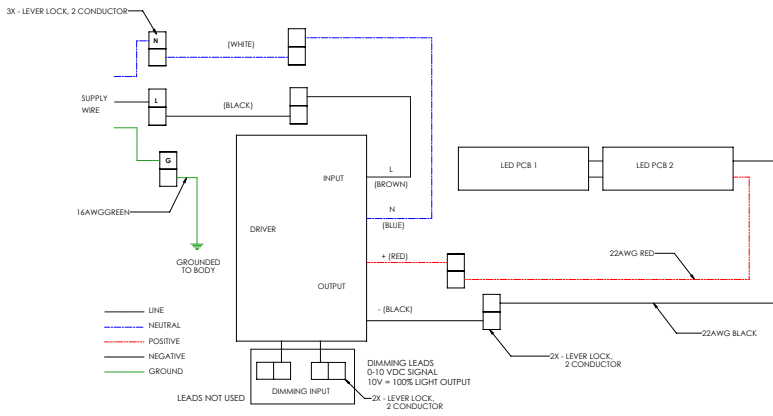 3X - LEVER LOCK, 2 CONDUCTOR
N
(WHITE)
SUPPLY
WIRE
L
(BLACK)
G
16AWGGREEN
GROUNDED
TO BODY
INPUT
L
(BROWN)
N
(BLUE)
DRIVER
+ (RED)
OUTPUT
- (BLACK)
LED PCB 1
LED PCB 2
22AWG RED
22AWG BLACK
2X - LEVER LOCK,
2 CONDUCTOR
LINE
NEUTRAL
POSITIVE
NEGATIVE
GROUND
LEADS NOT USED
DIMMING INPUT
DIMMING LEADS
0-10 VDC SIGNAL
10V = 100% LIGHT OUTPUT
2X - LEVER LOCK,
2 CONDUCTOR